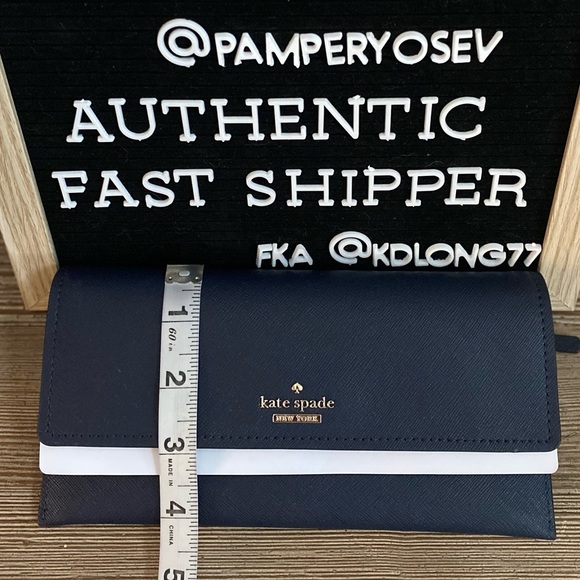 @PAMPERYOSEV
AUTHENTIC
FAST SHIPPER
FKA @KDLONG77
kate spade
NEW YORK
1
60 in
2
3
MADE IN
4
CHINA
5